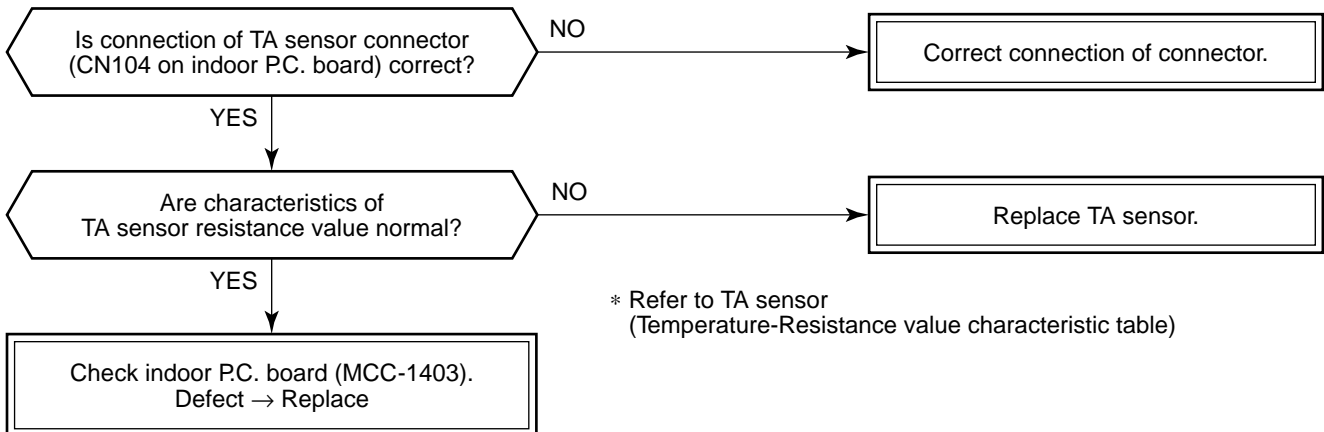 Is connection of TA sensor connector
(CN104 on indoor P.C. board) correct?
NO
Correct connection of connector.
YES
Are characteristics of
TA sensor resistance value normal?
NO
Replace TA sensor.
YES
* Refer to TA sensor
(Temperature-Resistance value characteristic table)
Check indoor P.C. board (MCC-1403).
Defect → Replace